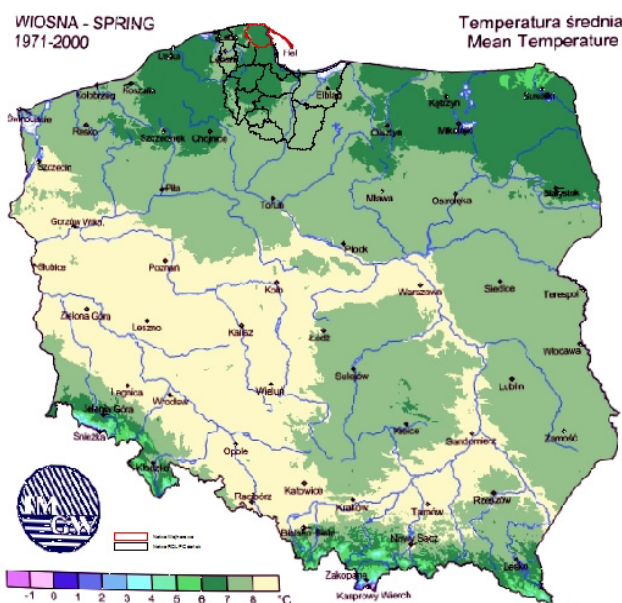 WIOSNA - SPRING
1971-2000
Temperatura średnia
Mean Temperature
Hel
Łeba
Lębork
Kołobrzeg
Koszalin
Elbląg
Kętrzyn
Suwałki
Świnoujście
Resko
Szczecinek
Chojnice
Olsztyn
Mikołajki
Szczecin
Piła
Toruń
Mława
Ostrołęka
Białystok
Gorzów Wlkp.
Płock
Słubice
Poznań
Koło
Warszawa
Siedlce
Terespol
Zielona Góra
Leszno
Kalisz
Łódź
Włodawa
Sulejów
Legnica
Wrocław
Wieluń
Lublin
Jelenia Góra
Śnieżka
Kielce
Sandomierz
Zamość
Kłodzko
Opole
Racibórz
Katowice
Kraków
Tarnów
Rzeszów
Bielsko-Biała
Nowy Sącz
Lesko
Zakopane
Kasprowy Wierch
IM
GW
-1 0 1 2 3 4 5 6 7 8 °C